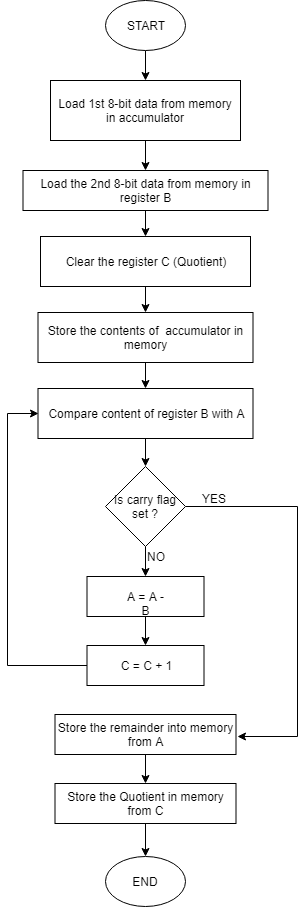 START
Load 1st 8-bit data from memory
in accumulator
Load the 2nd 8-bit data from memory in
register B
Clear the register C (Quotient)
Store the contents of accumulator in
memory
Compare content of register B with A
Is carry flag
set ?
YES
NO
A = A -
B
C = C + 1
Store the remainder into memory
from A
Store the Quotient in memory
from C
END